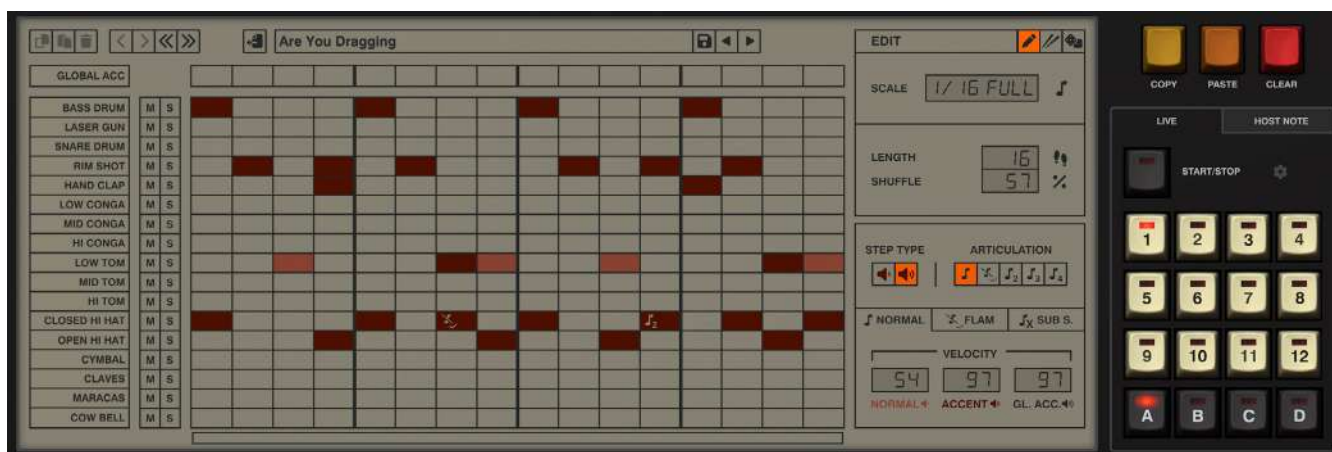 Are You Dragging
EDIT
GLOBAL ACC
SCALE 1/16 FULL
COPY PASTE CLEAR
LIVE HOST NOTE
BASS DRUM M S
LASER GUN M S
SNARE DRUM M S
RIM SHOT M S
HAND CLAP M S
LOW CONGA M S
MID CONGA M S
HI CONGA M S
LOW TOM M S
MID TOM M S
HI TOM M S
CLOSED HI HAT M S
2
OPEN HI HAT M S
CYMBAL M S
CLAVES M S
MARACAS M S
COW BELL M S
LENGTH 16
SHUFFLE 57 %
STEP TYPE ARTICULATION
2 3 4
NORMAL FLAM X SUB S.
VELOCITY
54 97 97
NORMAL ACCENT GL. ACC.
START/STOP
1 2 3 4
5 6 7 8
9 10 11 12
A B C D